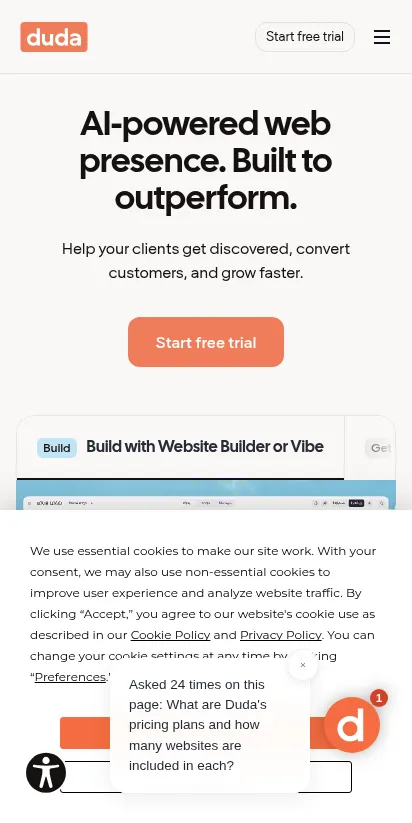 duda
Start free trial
AI-powered web
presence. Built to
outperform.
Help your clients get discovered, convert
customers, and grow faster.
Start free trial
Build
Build with Website Builder or Vibe
Get
We use essential cookies to make our site work. With your
consent, we may also use non-essential cookies to
improve user experience and analyze website traffic. By
clicking “Accept,” you agree to our website's cookie use as
described in our Cookie Policy and Privacy Policy. You can
change your cookie settings at any time by
“Preferences.”
×
Asked 24 times on this
page: What are Duda's
pricing plans and how
many websites are
included in each?
d
1